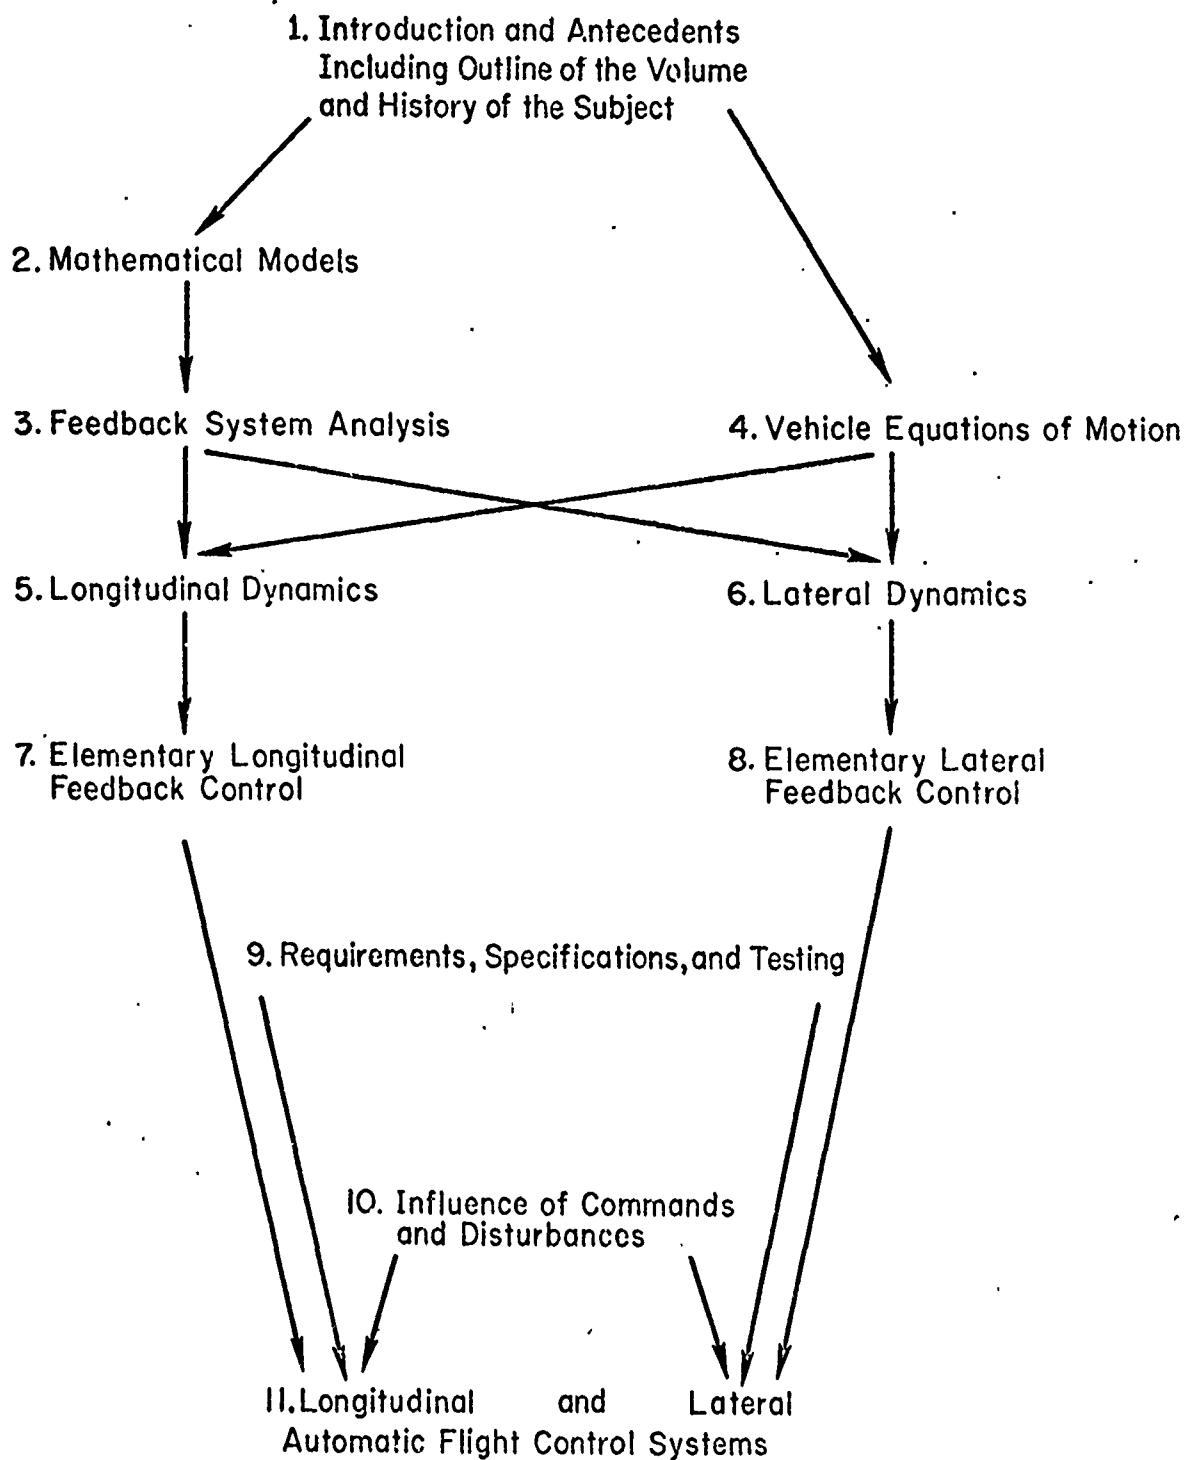 1. Introduction and Antecedents
Including Outline of the Volume
and History of the Subject
2. Mathematical Models
3. Feedback System Analysis
4. Vehicle Equations of Motion
5. Longitudinal Dynamics
6. Lateral Dynamics
7. Elementary Longitudinal
Feedback Control
8. Elementary Lateral
Feedback Control
9. Requirements, Specifications, and Testing
10. Influence of Commands
and Disturbances
11. Longitudinal and Lateral
Automatic Flight Control Systems